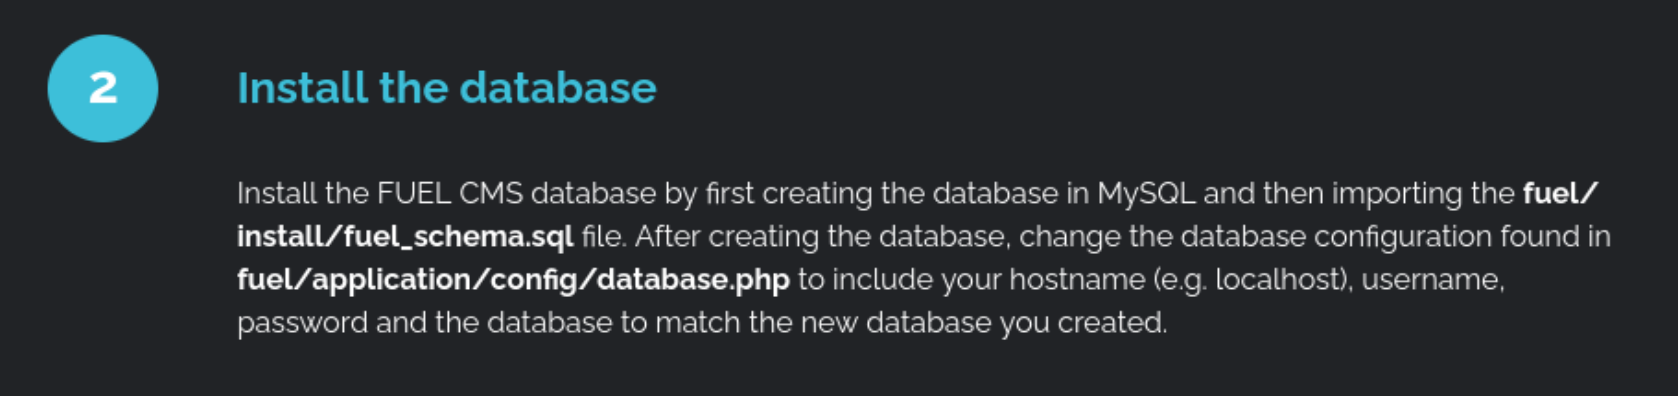 2
Install the database
Install the FUEL CMS database by first creating the database in MySQL and then importing the fuel/
install/fuel_schema.sql file. After creating the database, change the database configuration found in
fuel/application/config/database.php to include your hostname (e.g. localhost), username,
password and the database to match the new database you created.